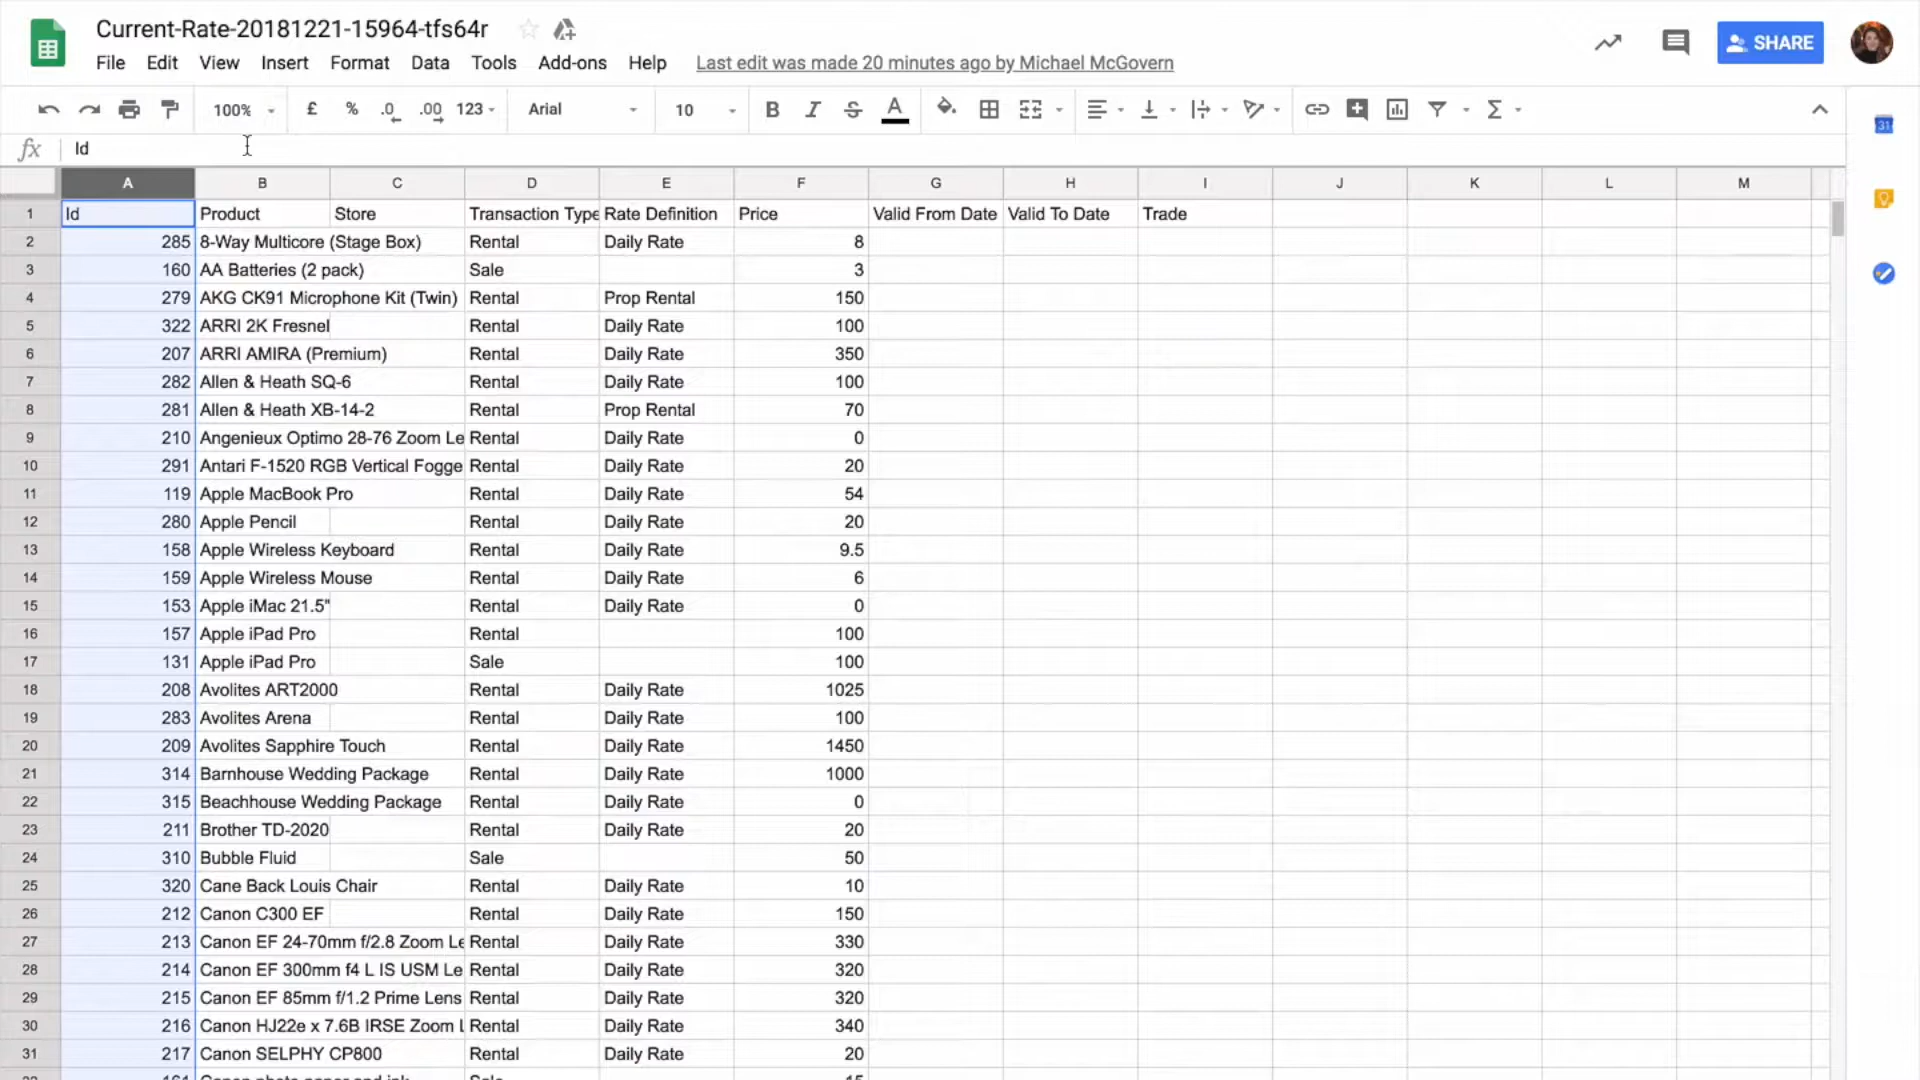 Current-Rate-20181221-15964-tfs64r
File Edit View Insert Format Data Tools Add-ons Help Last edit was made 20 minutes ago by Michael McGovern
SHARE
100% £ % .0 .00 123 Arial 10 B I S A Σ
31
fx Id
A B C D E F G H I J K L M
1 Id Product Store Transaction Type Rate Definition Price Valid From Date Valid To Date Trade
2 285 8-Way Multicore (Stage Box) Rental Daily Rate 8
3 160 AA Batteries (2 pack) Sale 3
4 279 AKG CK91 Microphone Kit (Twin) Rental Prop Rental 150
5 322 ARRI 2K Fresnel Rental Daily Rate 100
6 207 ARRI AMIRA (Premium) Rental Daily Rate 350
7 282 Allen & Heath SQ-6 Rental Daily Rate 100
8 281 Allen & Heath XB-14-2 Rental Prop Rental 70
9 210 Angenieux Optimo 28-76 Zoom Le Rental Daily Rate 0
10 291 Antari F-1520 RGB Vertical Fogge Rental Daily Rate 20
11 119 Apple MacBook Pro Rental Daily Rate 54
12 280 Apple Pencil Rental Daily Rate 20
13 158 Apple Wireless Keyboard Rental Daily Rate 9.5
14 159 Apple Wireless Mouse Rental Daily Rate 6
15 153 Apple iMac 21.5" Rental Daily Rate 0
16 157 Apple iPad Pro Rental 100
17 131 Apple iPad Pro Sale 100
18 208 Avolites ART2000 Rental Daily Rate 1025
19 283 Avolites Arena Rental Daily Rate 100
20 209 Avolites Sapphire Touch Rental Daily Rate 1450
21 314 Barnhouse Wedding Package Rental Daily Rate 1000
22 315 Beachhouse Wedding Package Rental Daily Rate 0
23 211 Brother TD-2020 Rental Daily Rate 20
24 310 Bubble Fluid Sale 50
25 320 Cane Back Louis Chair Rental Daily Rate 10
26 212 Canon C300 EF Rental Daily Rate 150
27 213 Canon EF 24-70mm f/2.8 Zoom Le Rental Daily Rate 330
28 214 Canon EF 300mm f4 L IS USM Le Rental Daily Rate 320
29 215 Canon EF 85mm f/1.2 Prime Lens Rental Daily Rate 320
30 216 Canon HJ22e x 7.6B IRSE Zoom L Rental Daily Rate 340
31 217 Canon SELPHY CP800 Rental Daily Rate 20